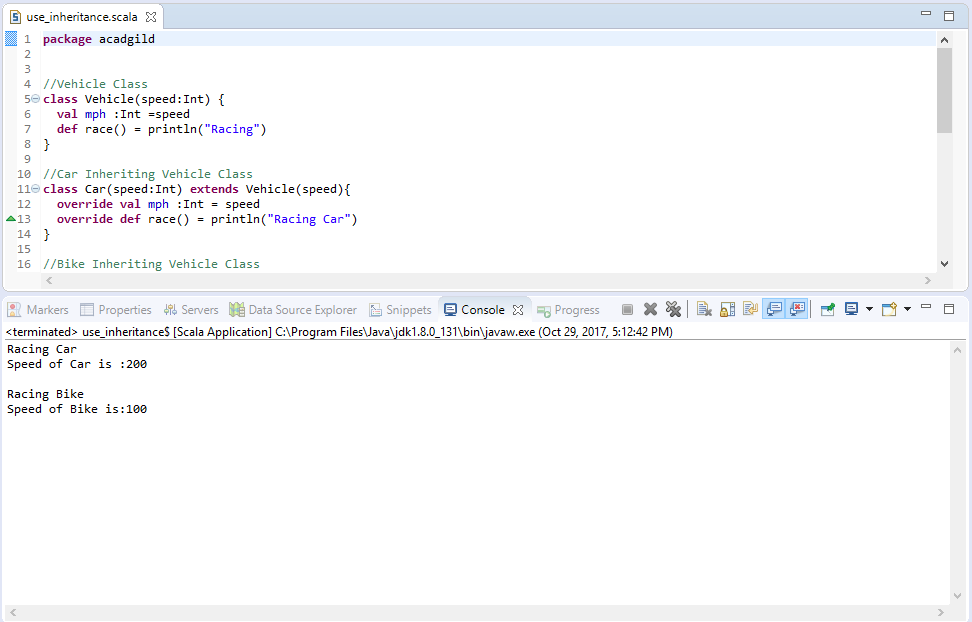 use_inheritance.scala
1 package acadgild
2
3
4 //Vehicle Class
5 class Vehicle(speed:Int) {
6 val mph :Int =speed
7 def race() = println("Racing")
8 }
9
10 //Car Inheriting Vehicle Class
11 class Car(speed:Int) extends Vehicle(speed){
12 override val mph :Int = speed
13 override def race() = println("Racing Car")
14 }
15
16 //Bike Inheriting Vehicle Class
Markers Properties Servers Data Source Explorer Snippets Console Progress
<terminated> use_inheritance$ [Scala Application] C:\Program Files\Java\jdk1.8.0_131\bin\javaw.exe (Oct 29, 2017, 5:12:42 PM)
Racing Car
Speed of Car is :200
Racing Bike
Speed of Bike is:100